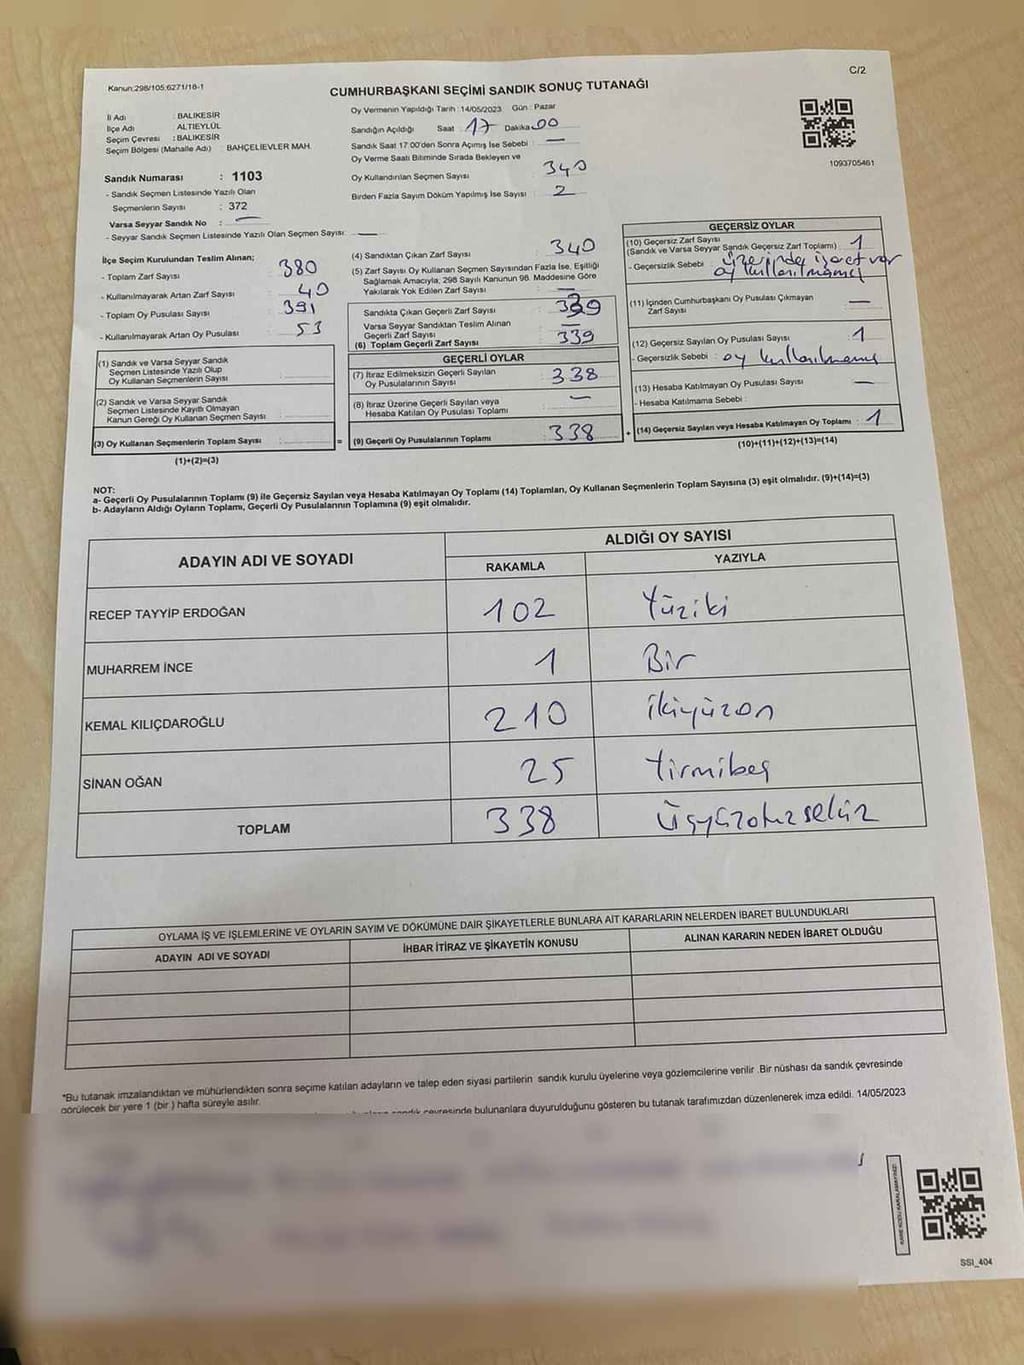 Kanun:298/105;6271/18-1
C/2
CUMHURBAŞKANI SEÇİMİ SANDIK SONUÇ TUTANAĞI
İl Adı : BALIKESİR
İlçe Adı ALTIEYLÜL
Seçim Çevresi : BALIKESİR
Seçim Bölgesi (Mahalle Adı) : BAHÇELİEVLER MAH.
Sandık Numarası : 1103
- Sandık Seçmen Listesinde Yazılı Olan
Seçmenlerin Sayısı : 372
Varsa Seyyar Sandık No : —
- Seyyar Sandık Seçmen Listesinde Yazılı Olan Seçmen Sayısı: —
Oy Vermenin Yapıldığı Tarih : 14/05/2023 Gün : Pazar
Sandığın Açıldığı Saat : 17 Dakika 00
Sandık Saat 17:00'den Sonra Açımış İse Sebebi : —
Oy Verme Saati Bitiminde Sırada Bekleyen ve
Oy Kullandırılan Seçmen Sayısı : 340
Birden Fazla Sayım Döküm Yapılmış İse Sayısı : 2
1093705461
İlçe Seçim Kurulundan Teslim Alınan;
- Toplam Zarf Sayısı : 380
- Kullanılmayarak Artan Zarf Sayısı : 40
- Toplam Oy Pusulası Sayısı : 391
- Kullanılmayarak Artan Oy Pusulası : 53
(1) Sandık ve Varsa Seyyar Sandık
Seçmen Listesinde Yazılı Olup
Oy Kullanan Seçmenlerin Sayısı :
(2) Sandık ve Varsa Seyyar Sandık
Seçmen Listesinde Kayıtlı Olmayan
Kanun Gereği Oy Kullanan Seçmen Sayısı :
(3) Oy Kullanan Seçmenlerin Toplam Sayısı :
(1)+(2)=(3)
(4) Sandıktan Çıkan Zarf Sayısı : 340
(5) Zarf Sayısı Oy Kullanan Seçmen Sayısından Fazla İse, Eşitliği
Sağlamak Amacıyla; 298 Sayılı Kanunun 98. Maddesine Göre
Yakılarak Yok Edilen Zarf Sayısı : —
Sandıkta Çıkan Geçerli Zarf Sayısı : 339
Varsa Seyyar Sandıktan Teslim Alınan
Geçerli Zarf Sayısı : —
(6) Toplam Geçerli Zarf Sayısı : 339
GEÇERLİ OYLAR
(7) İtiraz Edilmeksizin Geçerli Sayılan
Oy Pusulalarının Sayısı : 338
(8) İtiraz Üzerine Geçerli Sayılan veya
Hesaba Katılan Oy Pusulası Toplamı : —
= (9) Geçerli Oy Pusulalarının Toplamı : 338
GEÇERSİZ OYLAR
(10) Geçersiz Zarf Sayısı
(Sandık ve Varsa Seyyar Sandık Geçersiz Zarf Toplamı) : 1
- Geçersizlik Sebebi : Üzerinde işaret var
oy kullanılmamış
(11) İçinden Cumhurbaşkanı Oy Pusulası Çıkmayan
Zarf Sayısı : —
(12) Geçersiz Sayılan Oy Pusulası Sayısı : 1
- Geçersizlik Sebebi : oy kullanılmamış
(13) Hesaba Katılmayan Oy Pusulası Sayısı : —
- Hesaba Katılmama Sebebi :
+ (14) Geçersiz Sayılan veya Hesaba Katılmayan Oy Toplamı : 1
(10)+(11)+(12)+(13)=(14)
NOT:
a- Geçerli Oy Pusulalarının Toplamı (9) ile Geçersiz Sayılan veya Hesaba Katılmayan Oy Toplamı (14) Toplamları, Oy Kullanan Seçmenlerin Toplam Sayısına (3) eşit olmalıdır. (9)+(14)=(3)
b- Adayların Aldığı Oyların Toplamı, Geçerli Oy Pusulalarının Toplamına (9) eşit olmalıdır.
ADAYIN ADI VE SOYADI
ALDIĞI OY SAYISI
RAKAMLA YAZIYLA
RECEP TAYYİP ERDOĞAN 102 Yüziki
MUHARREM İNCE 1 Bir
KEMAL KILIÇDAROĞLU 210 ikiyüzon
SİNAN OĞAN 25 Yirmibeş
TOPLAM 338 Üçyüzotuzsekiz
OYLAMA İŞ VE İŞLEMLERİNE VE OYLARIN SAYIM VE DÖKÜMÜNE DAİR ŞİKAYETLERLE BUNLARA AİT KARARLARIN NELERDEN İBARET BULUNDUKLARI
ADAYIN ADI VE SOYADI İHBAR İTİRAZ VE ŞİKAYETİN KONUSU ALINAN KARARIN NEDEN İBARET OLDUĞU
*Bu tutanak imzalandıktan ve mühürlendikten sonra seçime katılan adayların ve talep eden siyasi partilerin sandık kurulu üyelerine veya gözlemcilerine verilir .Bir nüshası da sandık çevresinde
görülecek bir yere 1 (bir ) hafta süreyle asılır.
sandık çevresinde bulunanlara duyurulduğunu gösteren bu tutanak tarafımızdan düzenlenerek imza edildi. 14/05/2023
SSI_404